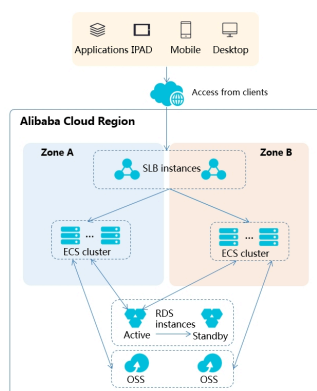 Applications IPAD Mobile Desktop
Access from clients
Alibaba Cloud Region
Zone A Zone B
SLB instances
... ...
ECS cluster ECS cluster
RDS
instances
Active Standby
OSS OSS